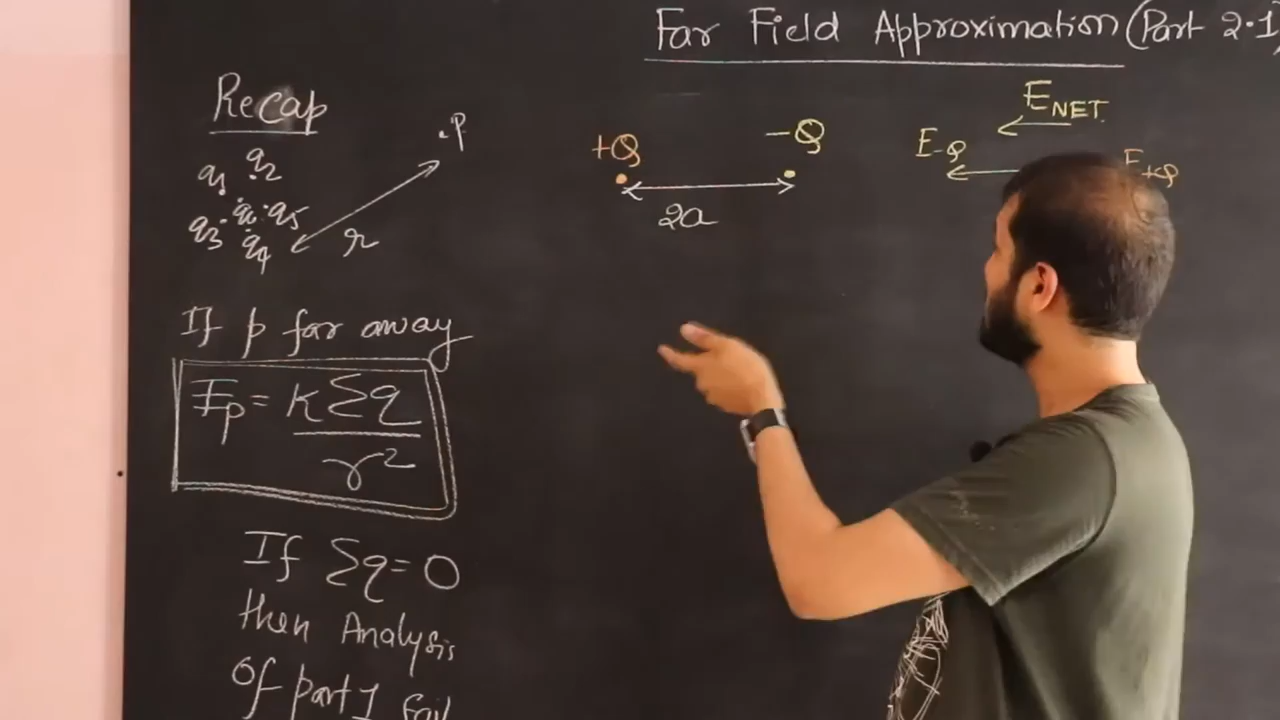 Far Field Approximation (Part 2.1)
Recap
q1 q2
q3 q6 q5
q4
.P
r
If p far away
Ep = KΣq
r²
If Σq = 0
then Analysis
Of part 1 fail
+Q
-Q
2a
ENET
E-Q
E+Q